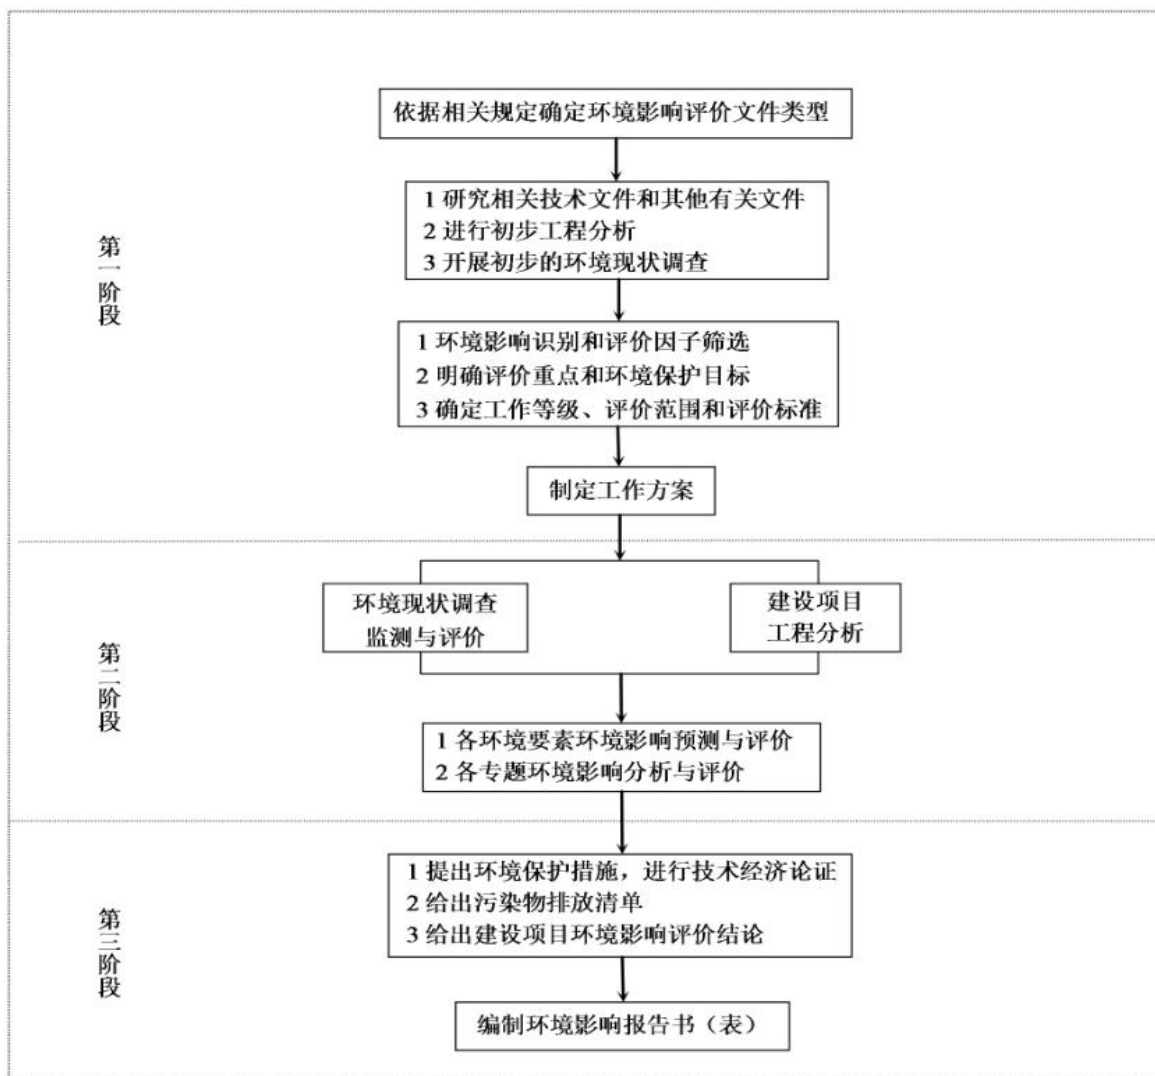 依据相关规定确定环境影响评价文件类型
1 研究相关技术文件和其他有关文件
2 进行初步工程分析
3 开展初步的环境现状调查
第一阶段
1 环境影响识别和评价因子筛选
2 明确评价重点和环境保护目标
3 确定工作等级、评价范围和评价标准
制定工作方案
环境现状调查
监测与评价
建设项目
工程分析
第二阶段
1 各环境要素环境影响预测与评价
2 各专题环境影响分析与评价
1 提出环境保护措施，进行技术经济论证
2 给出污染物排放清单
3 给出建设项目环境影响评价结论
第三阶段
编制环境影响报告书（表）